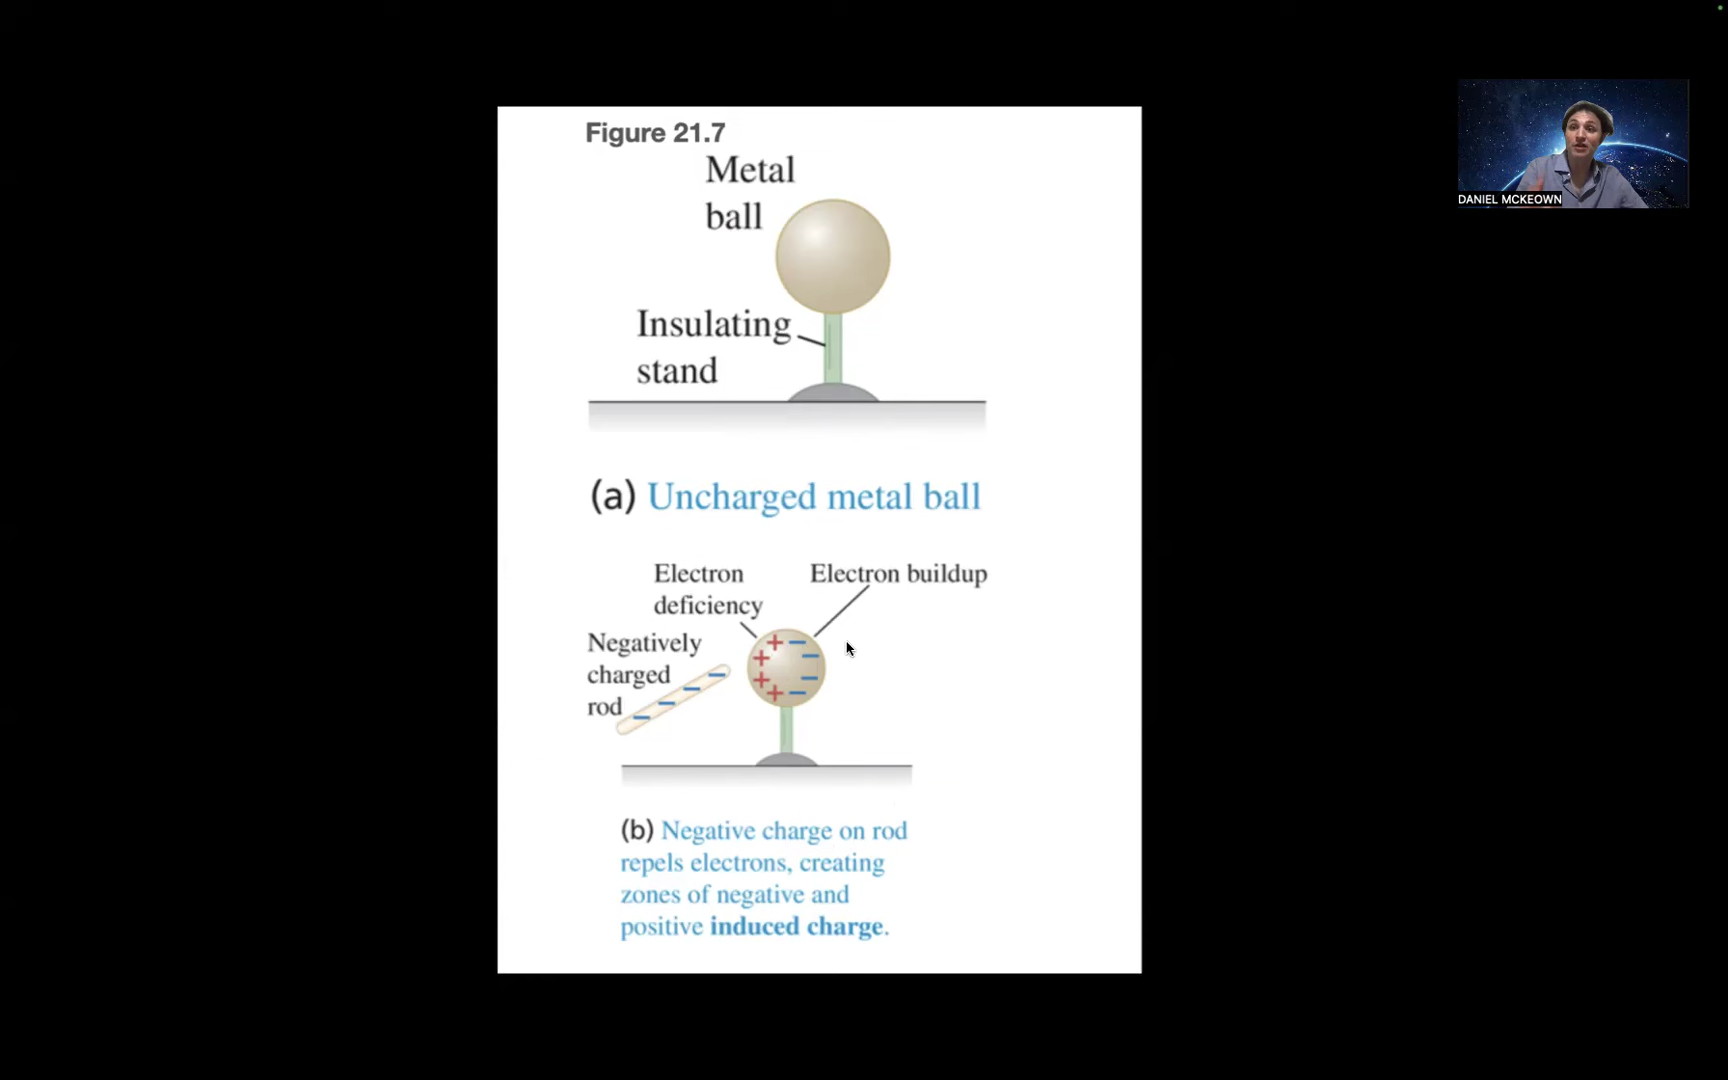 Figure 21.7
Metal
ball
Insulating
stand
(a) Uncharged metal ball
Electron
deficiency
Electron buildup
Negatively
charged
rod
(b) Negative charge on rod
repels electrons, creating
zones of negative and
positive induced charge.
DANIEL MCKEOWN